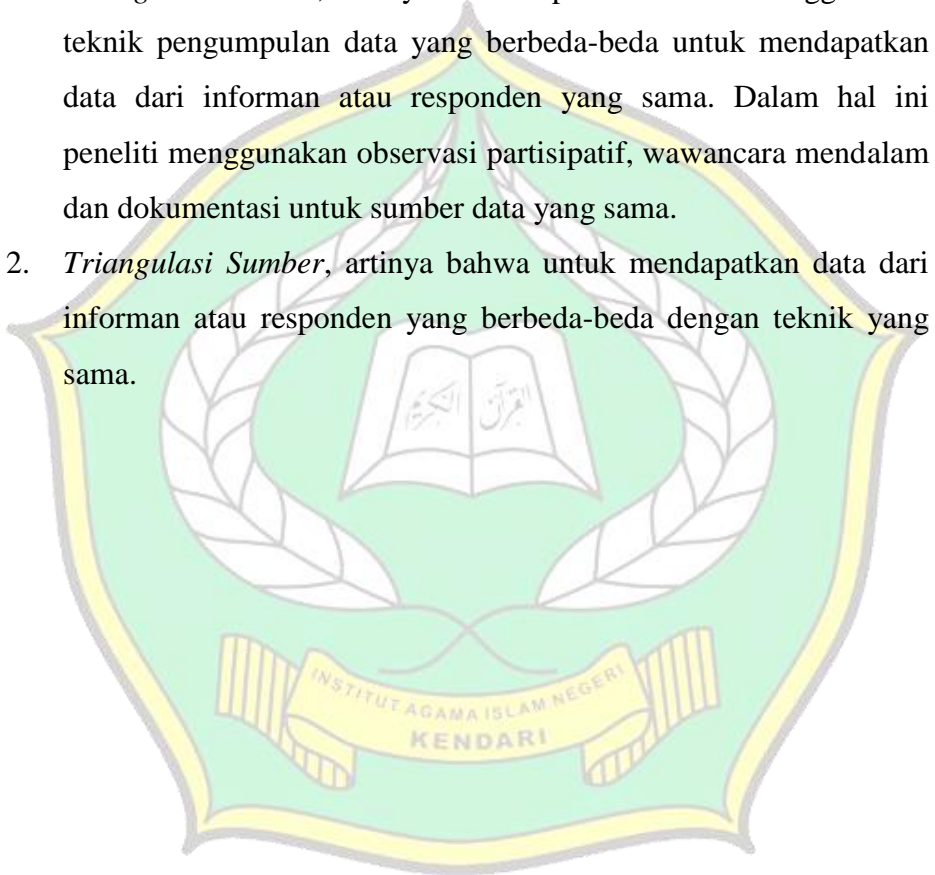 teknik pengumpulan data yang berbeda-beda untuk mendapatkan
data dari informan atau responden yang sama. Dalam hal ini
peneliti menggunakan observasi partisipatif, wawancara mendalam
dan dokumentasi untuk sumber data yang sama.
2. Triangulasi Sumber, artinya bahwa untuk mendapatkan data dari
informan atau responden yang berbeda-beda dengan teknik yang
sama.
القرآن الكريم
INSTITUT AGAMA ISLAM NEGERI
KENDARI